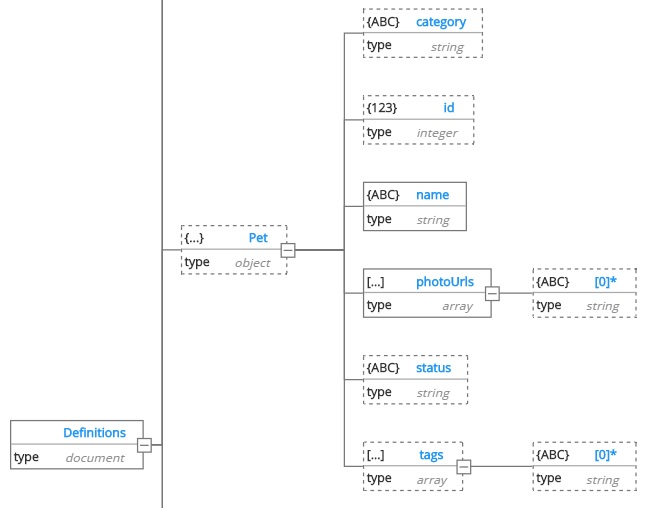 {ABC} category
type string
{123} id
type integer
{ABC} name
type string
{...} Pet
type object
[...] photoUrls
type array
{ABC} [0]*
type string
{ABC} status
type string
Definitions
type document
[...] tags
type array
{ABC} [0]*
type string